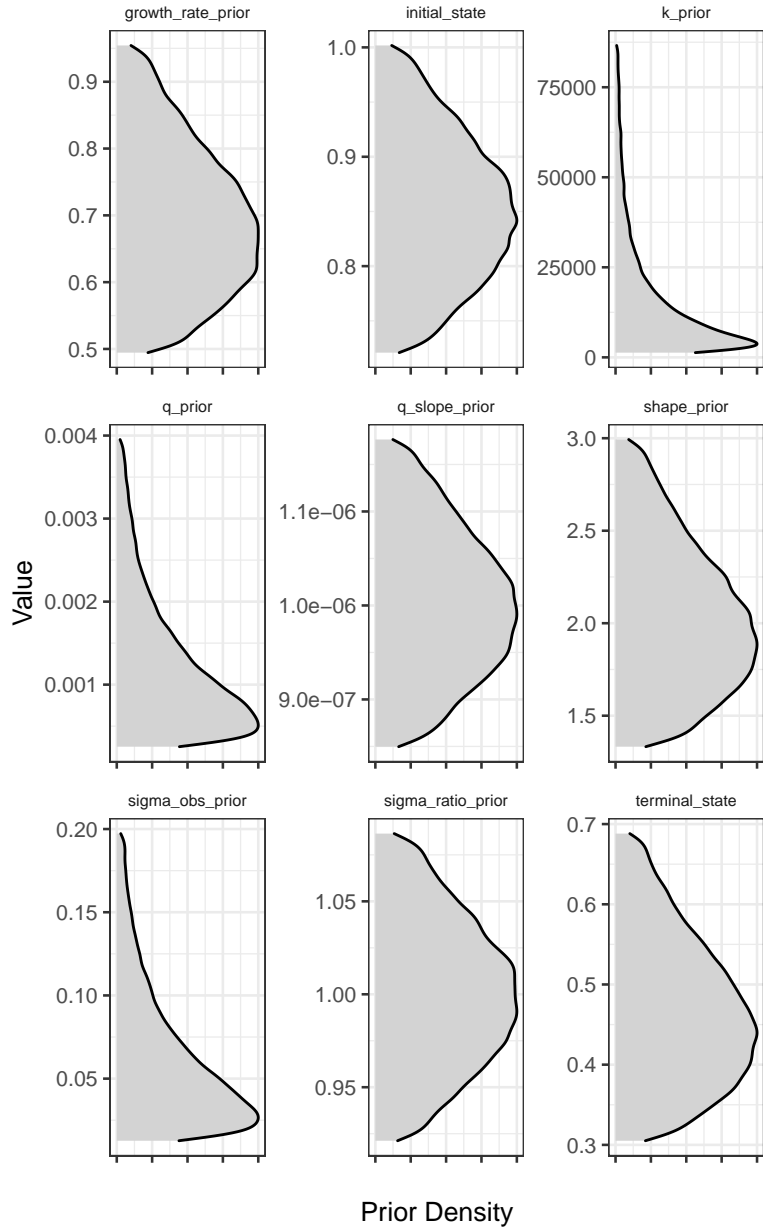 growth_rate_prior
0.9
0.8
0.7
0.6
0.5
initial_state
1.0
0.9
0.8
k_prior
75000
50000
25000
0
q_prior
0.004
0.003
0.002
0.001
q_slope_prior
1.1e-06
1.0e-06
9.0e-07
shape_prior
3.0
2.5
2.0
1.5
sigma_obs_prior
0.20
0.15
0.10
0.05
sigma_ratio_prior
1.05
1.00
0.95
terminal_state
0.7
0.6
0.5
0.4
0.3
Value
Prior Density